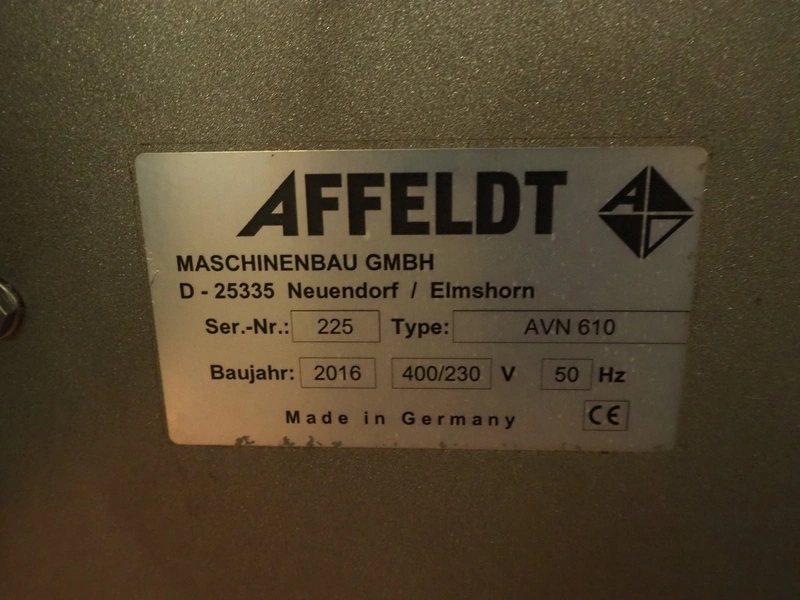 AFFELDT
AD
MASCHINENBAU GMBH
D - 25335 Neuendorf / Elmshorn
Ser.-Nr.: 225 Type: AVN 610
Baujahr: 2016 400/230 V 50 Hz
Made in Germany CE